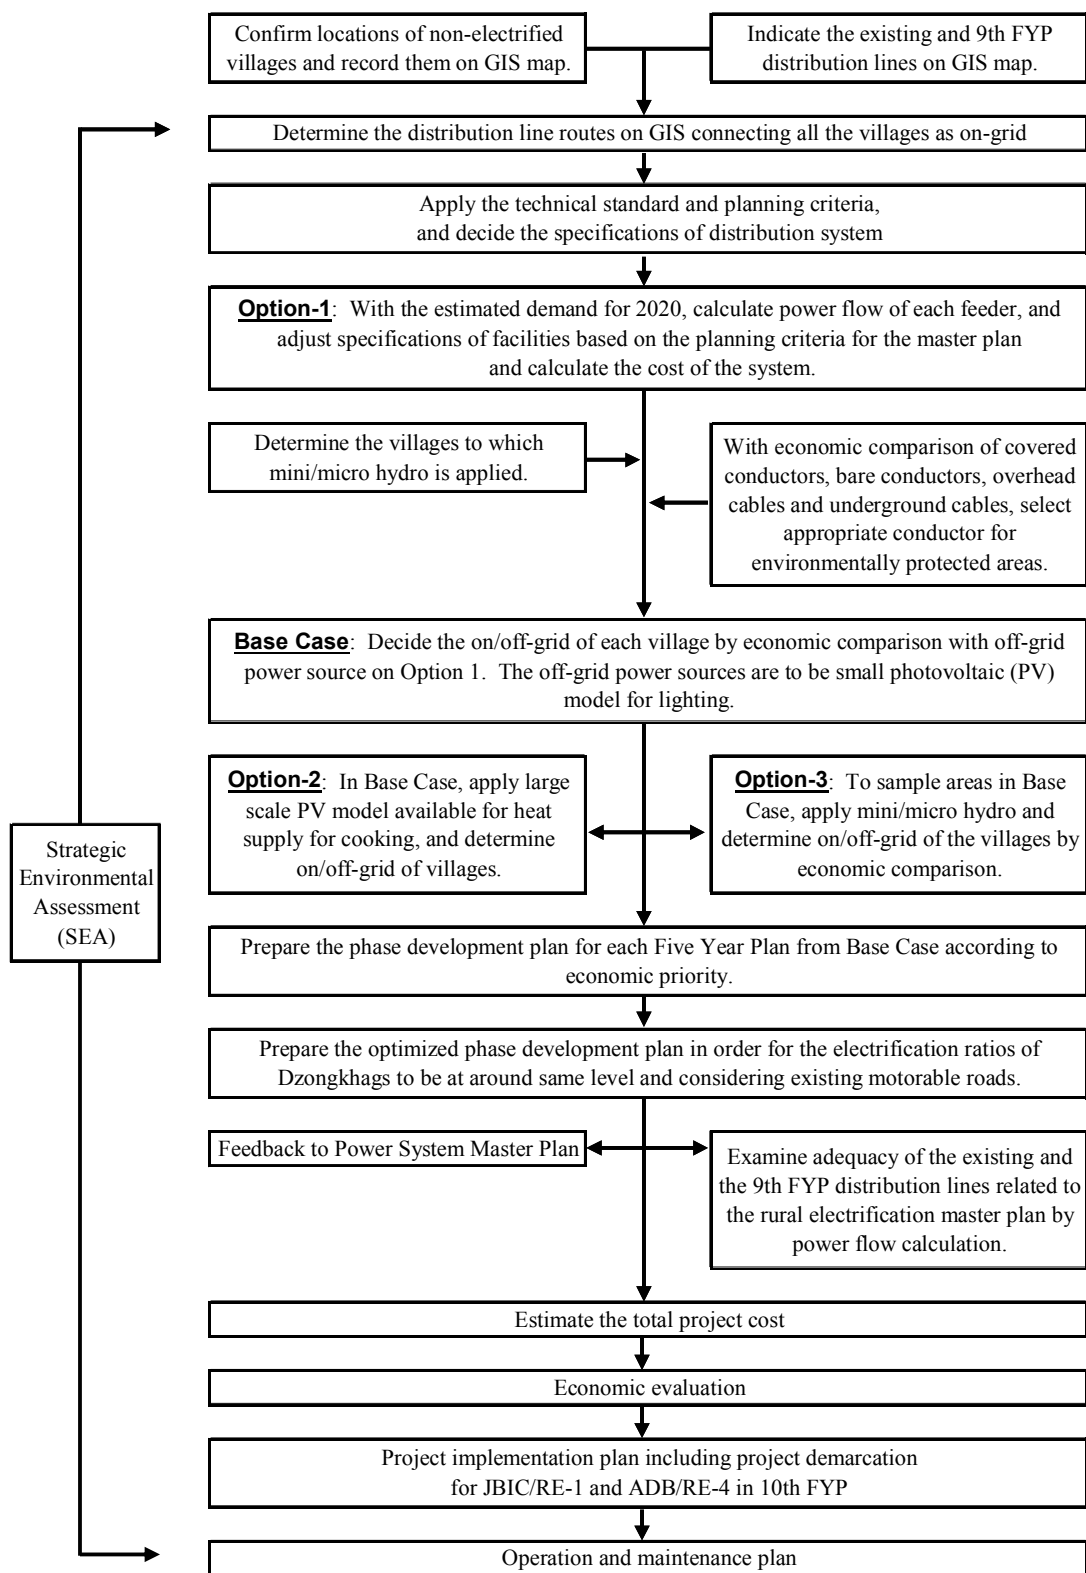 Confirm locations of non-electrified
villages and record them on GIS map.
Indicate the existing and 9th FYP
distribution lines on GIS map.
Determine the distribution line routes on GIS connecting all the villages as on-grid
Apply the technical standard and planning criteria,
and decide the specifications of distribution system
Option-1:  With the estimated demand for 2020, calculate power flow of each feeder, and
adjust specifications of facilities based on the planning criteria for the master plan
and calculate the cost of the system.
Determine the villages to which
mini/micro hydro is applied.
With economic comparison of covered
conductors, bare conductors, overhead
cables and underground cables, select
appropriate conductor for
environmentally protected areas.
Base Case:  Decide the on/off-grid of each village by economic comparison with off-grid
power source on Option 1.  The off-grid power sources are to be small photovoltaic (PV)
model for lighting.
Option-2:  In Base Case, apply large
scale PV model available for heat
supply for cooking, and determine
on/off-grid of villages.
Option-3:  To sample areas in Base
Case, apply mini/micro hydro and
determine on/off-grid of the villages by
economic comparison.
Strategic
Environmental
Assessment
(SEA)
Prepare the phase development plan for each Five Year Plan from Base Case according to
economic priority.
Prepare the optimized phase development plan in order for the electrification ratios of
Dzongkhags to be at around same level and considering existing motorable roads.
Feedback to Power System Master Plan
Examine adequacy of the existing and
the 9th FYP distribution lines related to
the rural electrification master plan by
power flow calculation.
Estimate the total project cost
Economic evaluation
Project implementation plan including project demarcation
for JBIC/RE-1 and ADB/RE-4 in 10th FYP
Operation and maintenance plan